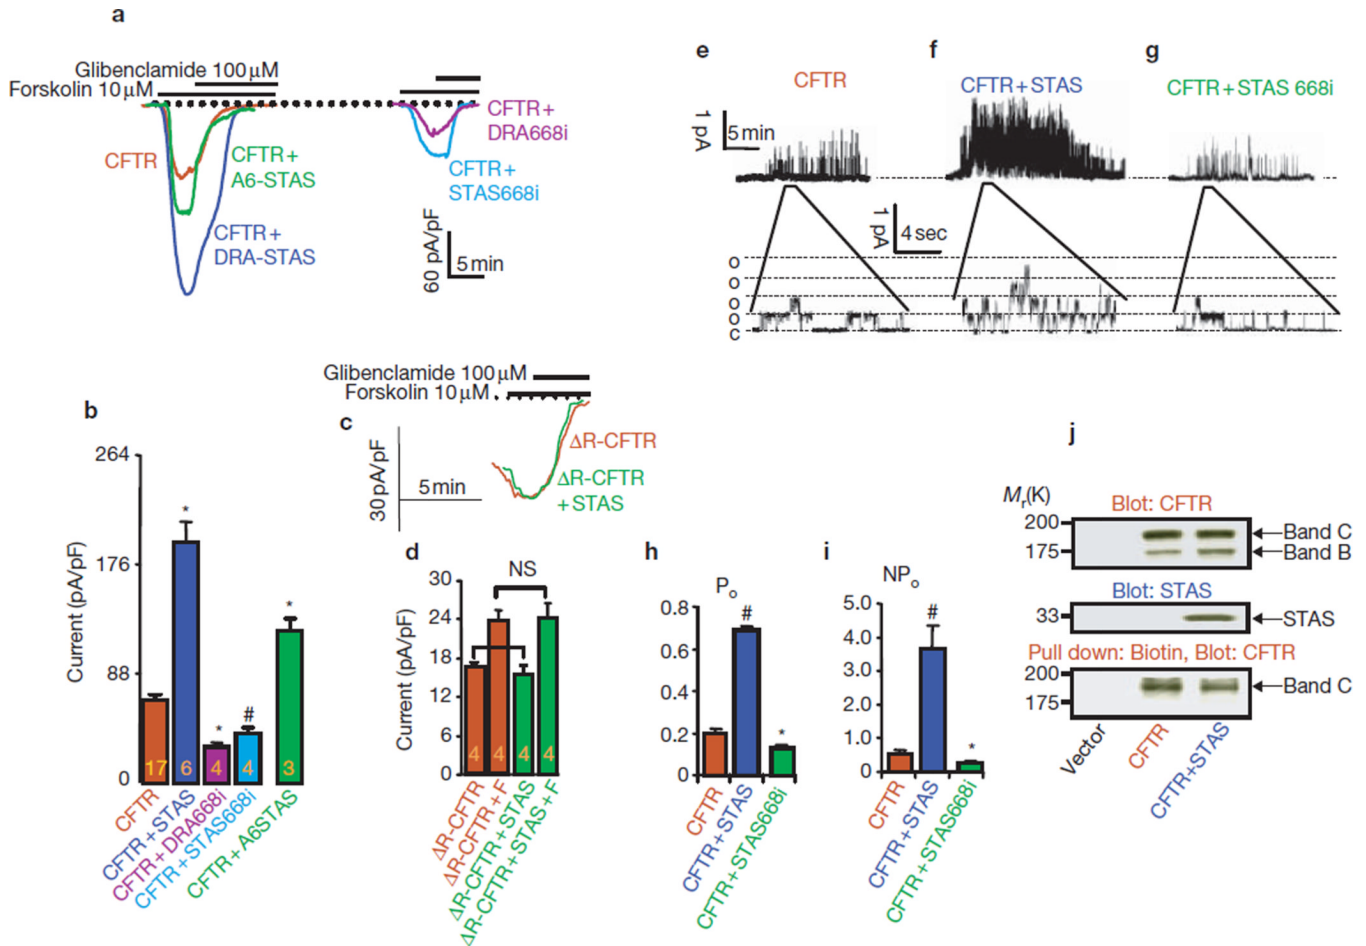 a
Glibenclamide 100 μM
Forskolin 10 μM
CFTR
CFTR +
A6-STAS
CFTR +
DRA-STAS
CFTR +
DRA668i
CFTR +
STAS668i
60 pA/pF
5 min
e
CFTR
f
CFTR + STAS
g
CFTR + STAS 668i
1 pA
5 min
1 pA
4 sec
o
o
o
o
c
b
Current (pA/pF)
264
176
88
0
*
*
#
*
17
6
4
4
3
CFTR
CFTR + STAS
CFTR + DRA668i
CFTR + STAS668i
CFTR + A6STAS
c
Glibenclamide 100 μM
Forskolin 10 μM
30 pA/pF
5 min
ΔR-CFTR
ΔR-CFTR
+ STAS
d
Current (pA/pF)
30
24
18
12
6
0
NS
4
4
4
4
ΔR-CFTR
ΔR-CFTR + F
ΔR-CFTR + STAS
ΔR-CFTR + STAS + F
h
Po
0.8
0.6
0.4
0.2
0
#
*
CFTR
CFTR + STAS
CFTR + STAS668i
i
NPo
5.0
4.0
3.0
2.0
1.0
0
#
*
CFTR
CFTR + STAS
CFTR + STAS668i
j
Mr(K)
Blot: CFTR
200
175
Band C
Band B
Blot: STAS
33
STAS
Pull down: Biotin, Blot: CFTR
200
175
Band C
Vector
CFTR
CFTR + STAS